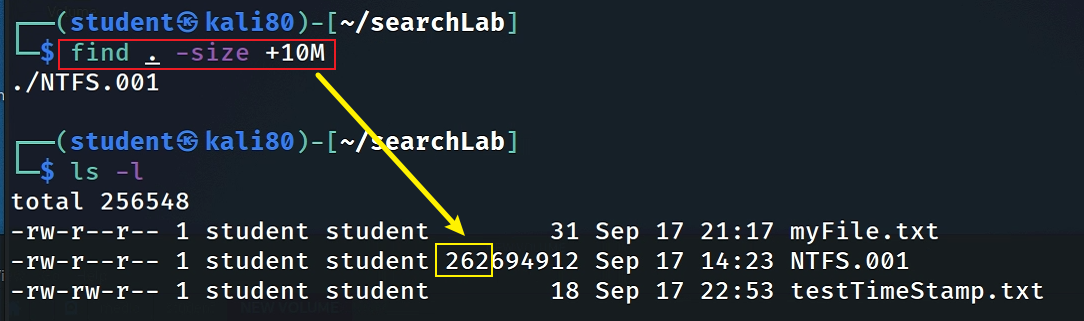 ┌──(student㉿kali80)-[~/searchLab]
└─$ find . -size +10M
./NTFS.001
┌──(student㉿kali80)-[~/searchLab]
└─$ ls -l
total 256548
-rw-r--r-- 1 student student        31 Sep 17 21:17 myFile.txt
-rw-r--r-- 1 student student 262694912 Sep 17 14:23 NTFS.001
-rw-rw-r-- 1 student student        18 Sep 17 22:53 testTimeStamp.txt